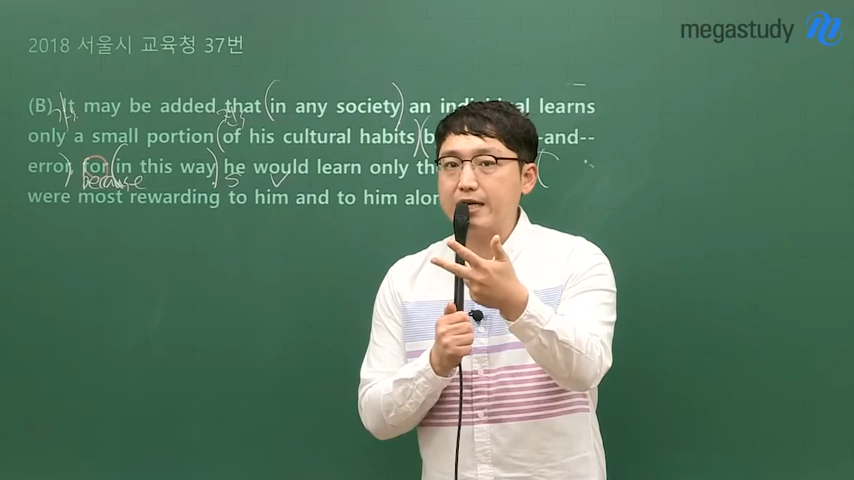 megastudy
2018 서울시 교육청 37번
(B) It may be added that in any society an individual learns
only a small portion of his cultural habits -and--
error for in this way he would learn only
because S
were most rewarding to him and to him